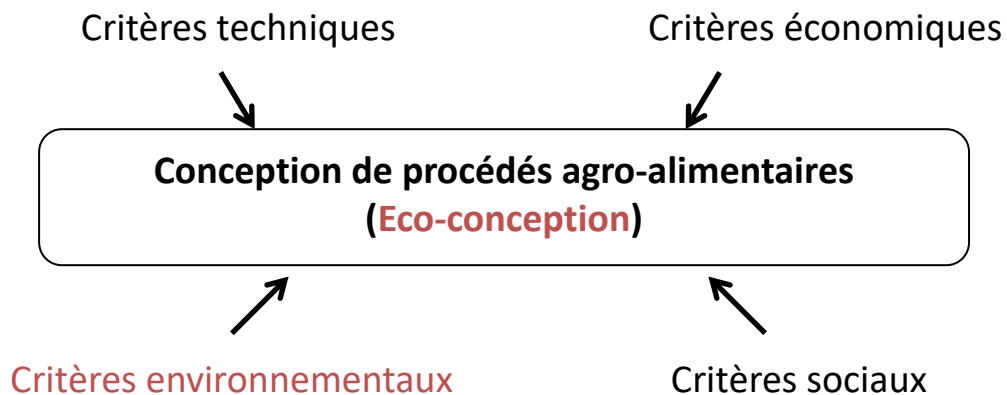 Critères techniques
Critères économiques
Conception de procédés agro-alimentaires
(Eco-conception)
Critères environnementaux
Critères sociaux